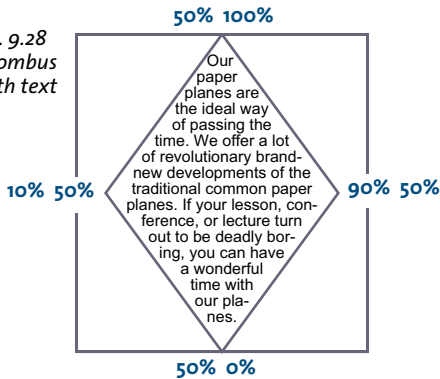 50% 100%
. 9.28
ombus
th text
Our
paper
planes are
the ideal way
of passing the
time. We offer a lot
of revolutionary brand-
new developments of the
traditional common paper
planes. If your lesson, con-
ference, or lecture turn
out to be deadly bor-
ing, you can have
a wonderful
time with
our pla-
nes.
10% 50%
90% 50%
50% 0%